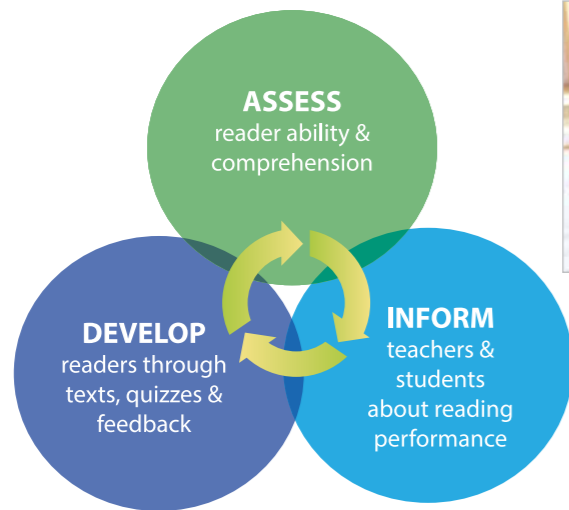 ASSESS
reader ability &
comprehension
DEVELOP
readers through
texts, quizzes &
feedback
INFORM
teachers &
students
about reading
performance